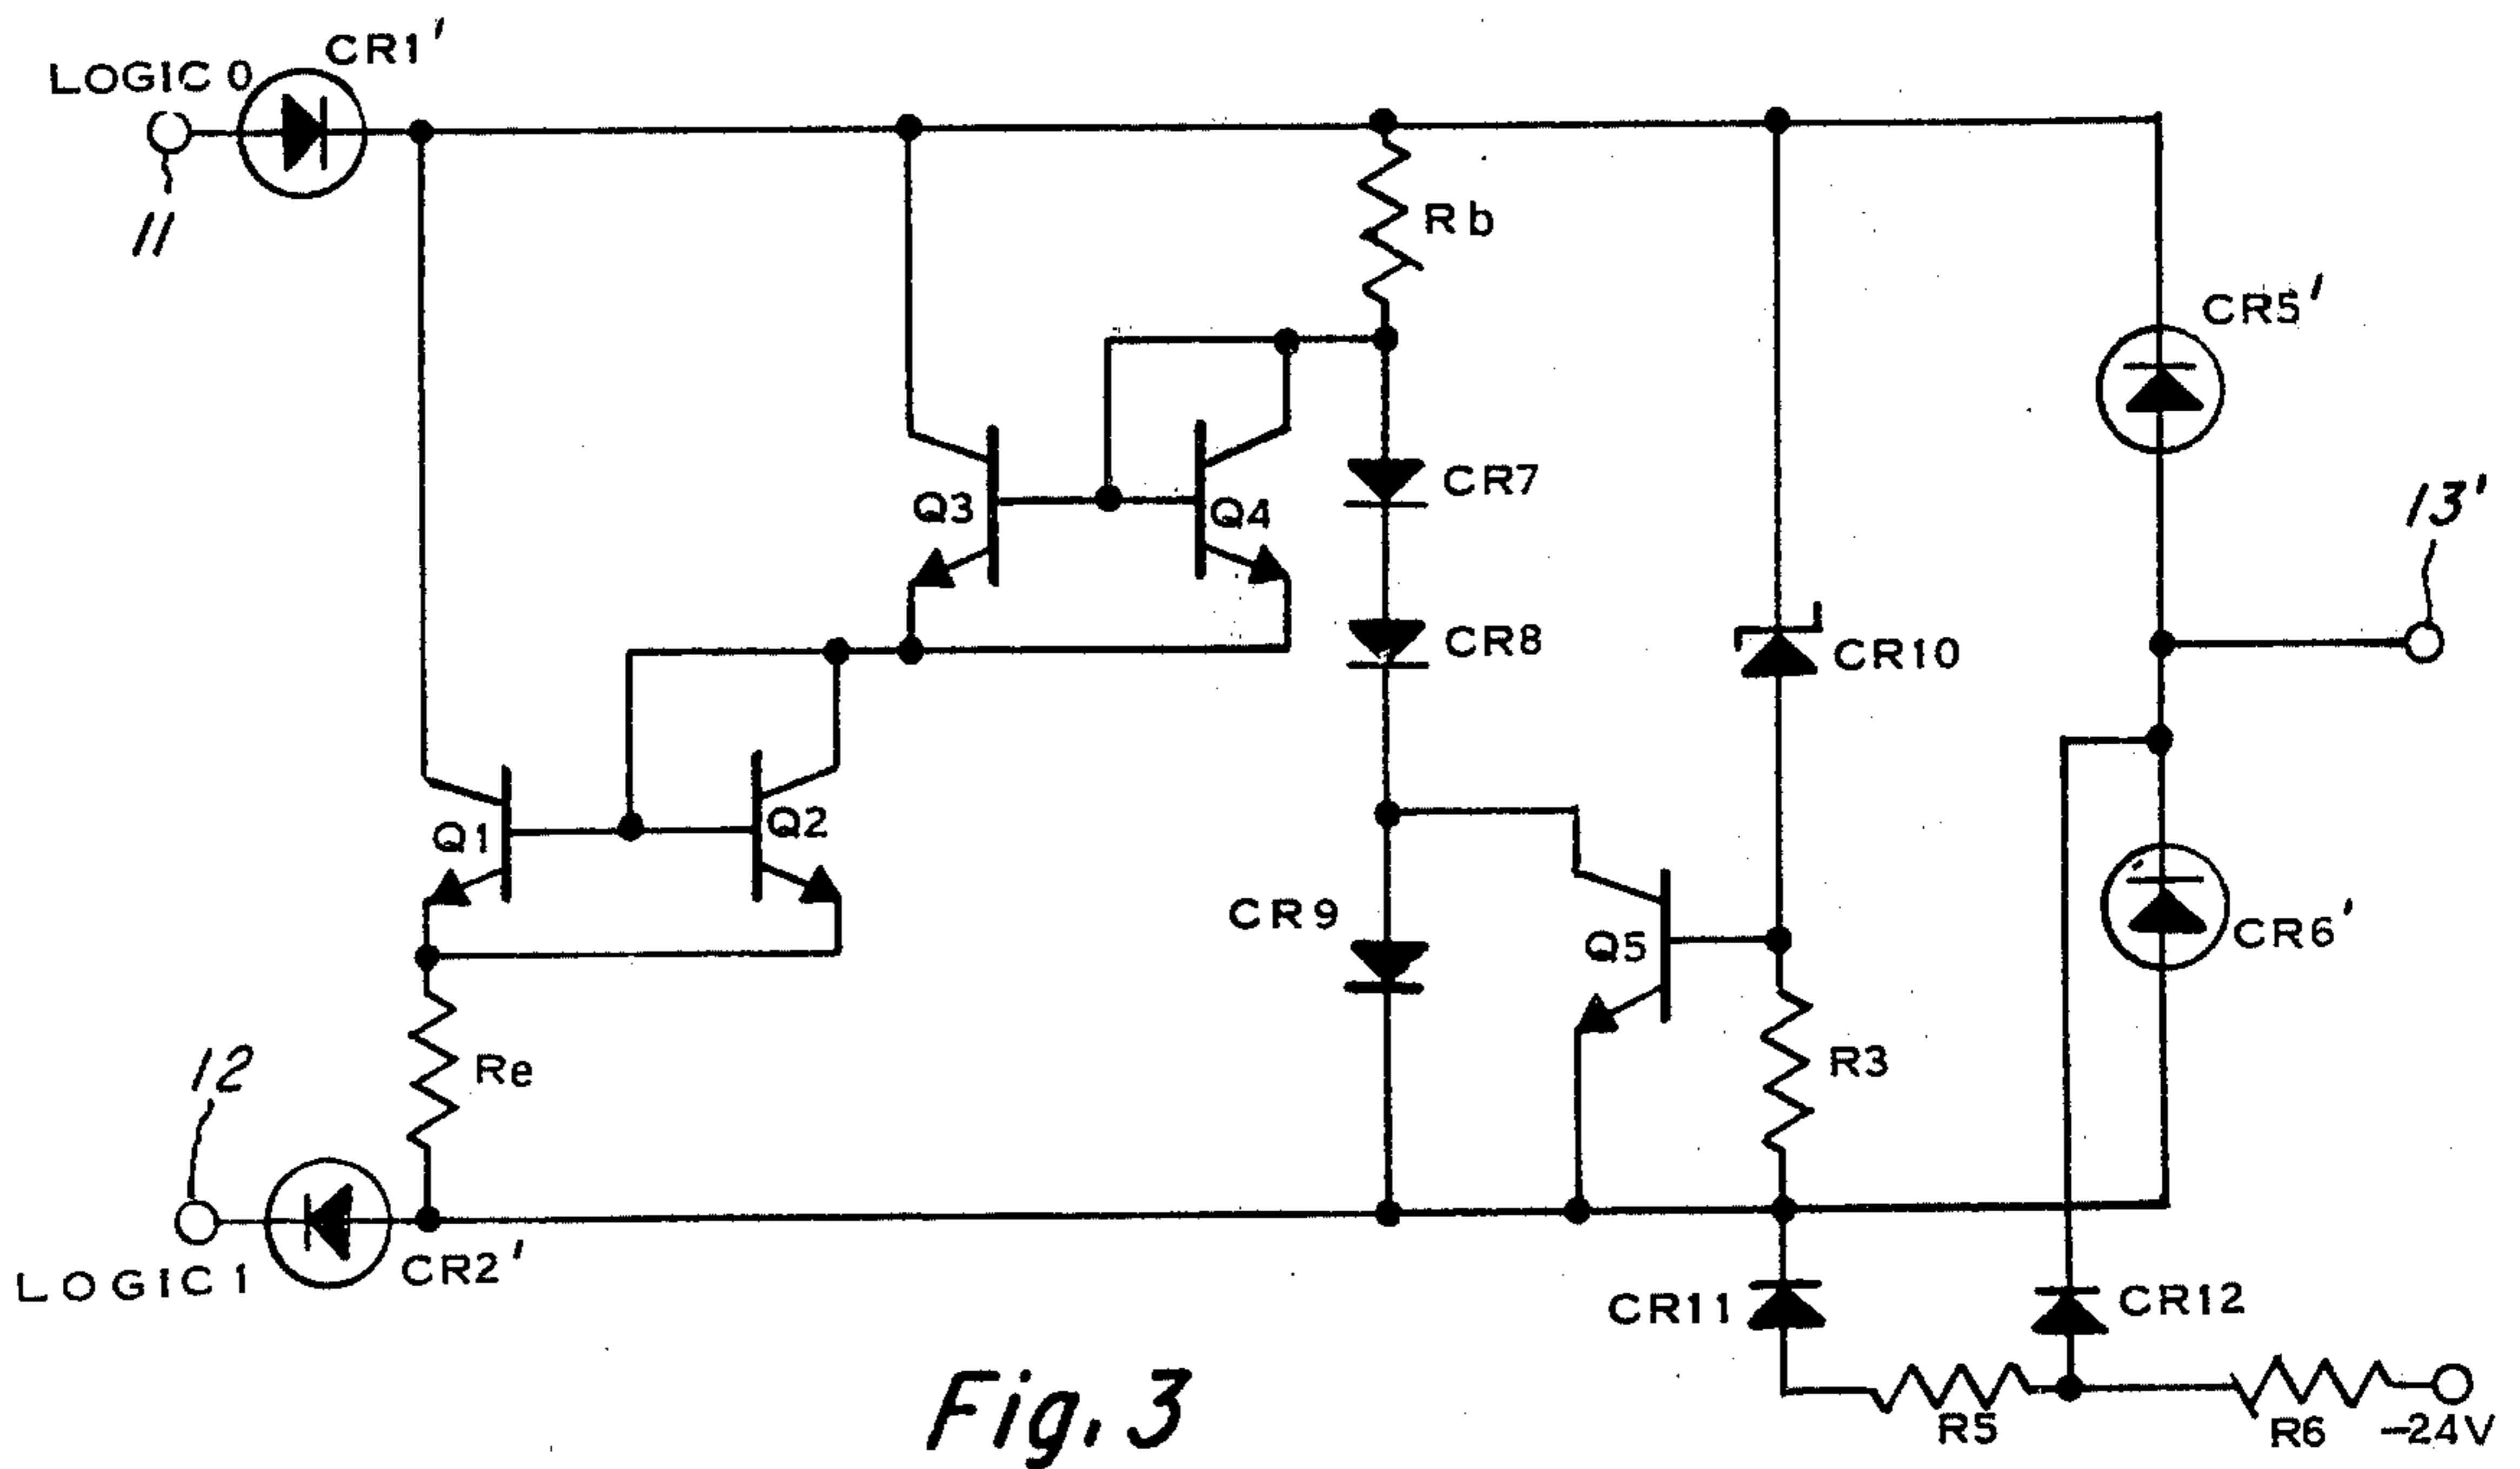 LOGIC 0
CR1'
11
Rb
CR5'
CR7
13'
Q3
Q4
CR8
CR10
Q1
Q2
CR9
Q5
CR6'
12
Re
R3
LOGIC 1
CR2'
CR11
CR12
R5
R6
-24V
Fig. 3